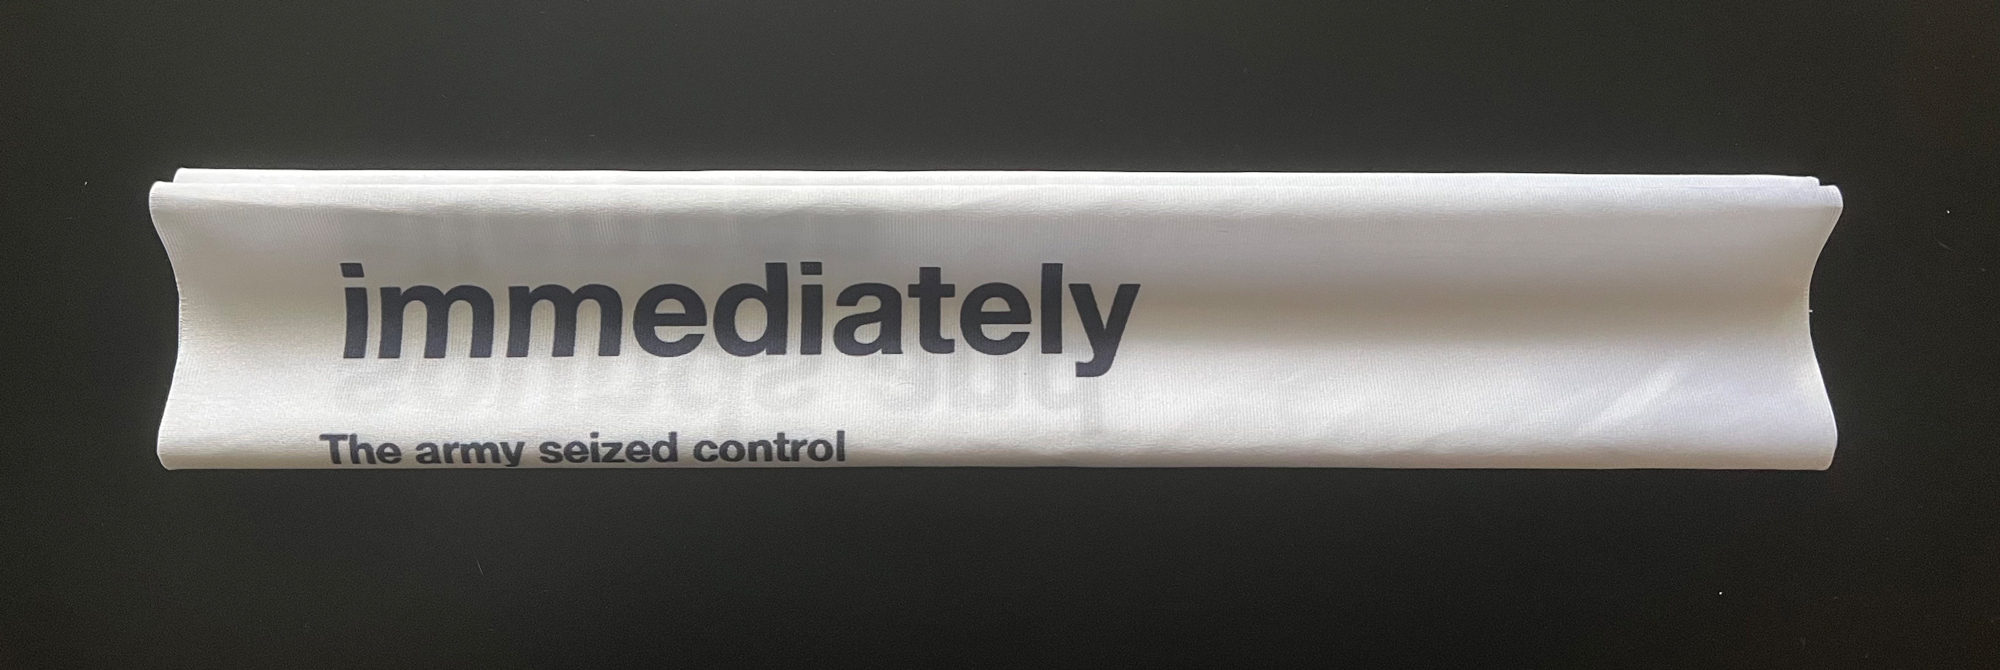 immediately
The army seized control